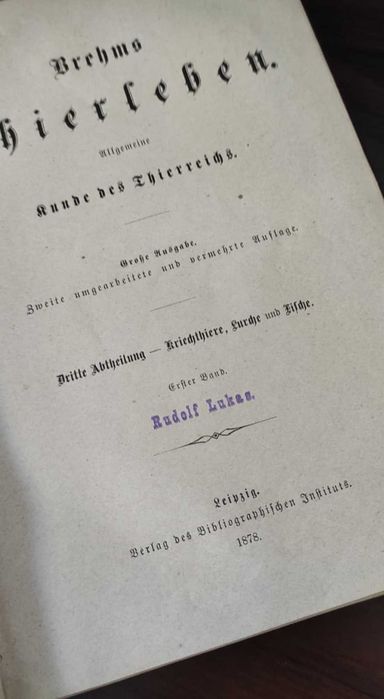 Brehms
hierleben.
Allgemeine
Kunde des Thierreichs.
Große Ausgabe.
Zweite umgearbeitete und vermehrte Auflage.
Dritte Abtheilung — Kriechthiere, Lurche und Fische.
Erster Band.
Rudolf Lukas.
Leipzig.
Verlag des Bibliographischen Instituts.
1878.